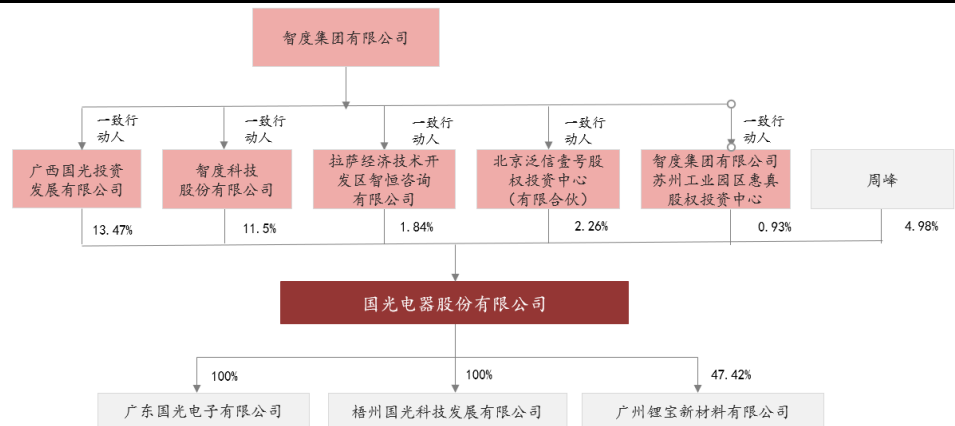 智度集团有限公司
一致行
动人
一致行
动人
一致行
动人
一致行
动人
一致行
动人
广西国光投资
发展有限公司
智度科技
股份有限公司
拉萨经济技术开
发区智恒咨询
有限公司
北京泛信壹号股
权投资中心
（有限合伙）
智度集团有限公司
苏州工业园区惠真
股权投资中心
周峰
13.47%
11.5%
1.84%
2.26%
0.93%
4.98%
国光电器股份有限公司
100%
100%
47.42%
广东国光电子有限公司
梧州国光科技发展有限公司
广州锂宝新材料有限公司